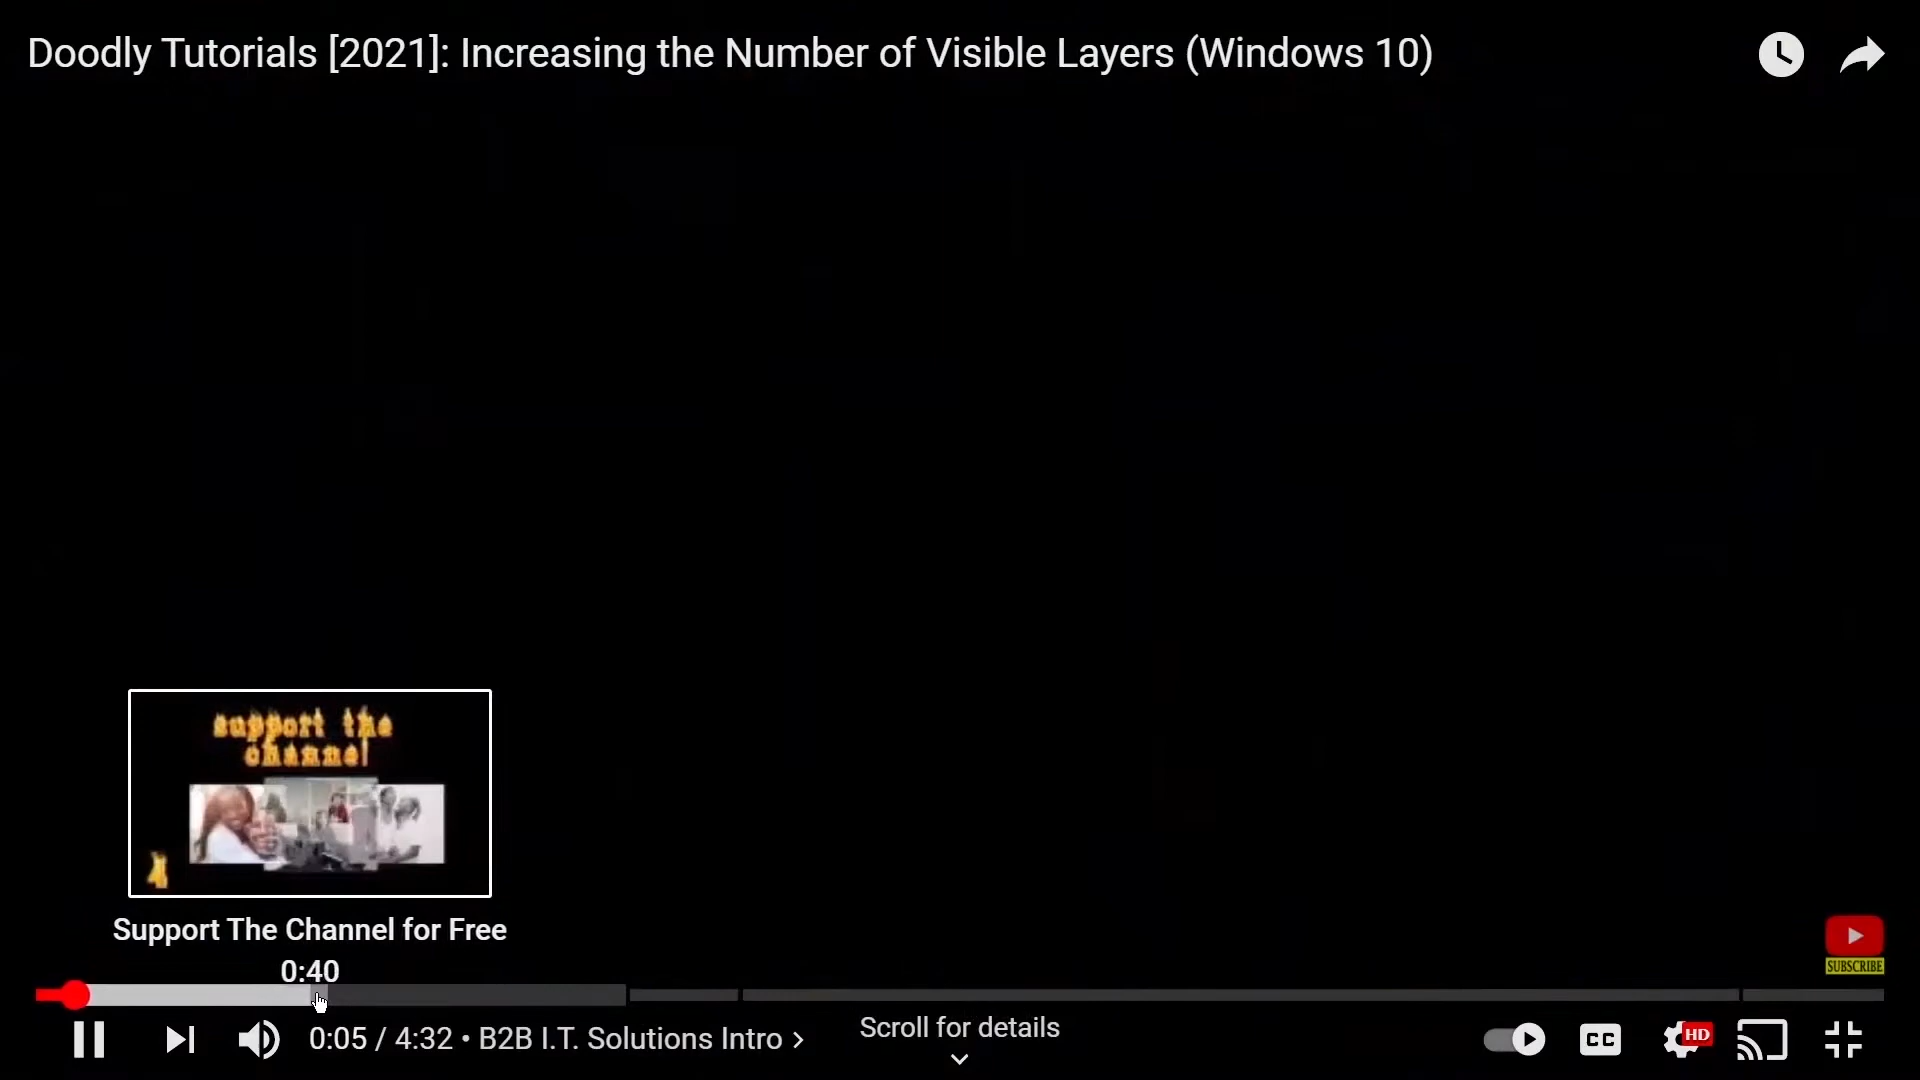 Doodly Tutorials [2021]: Increasing the Number of Visible Layers (Windows 10)
support the
channel
Support The Channel for Free
0:40
SUBSCRIBE
0:05 / 4:32 • B2B I.T. Solutions Intro
Scroll for details
CC
HD